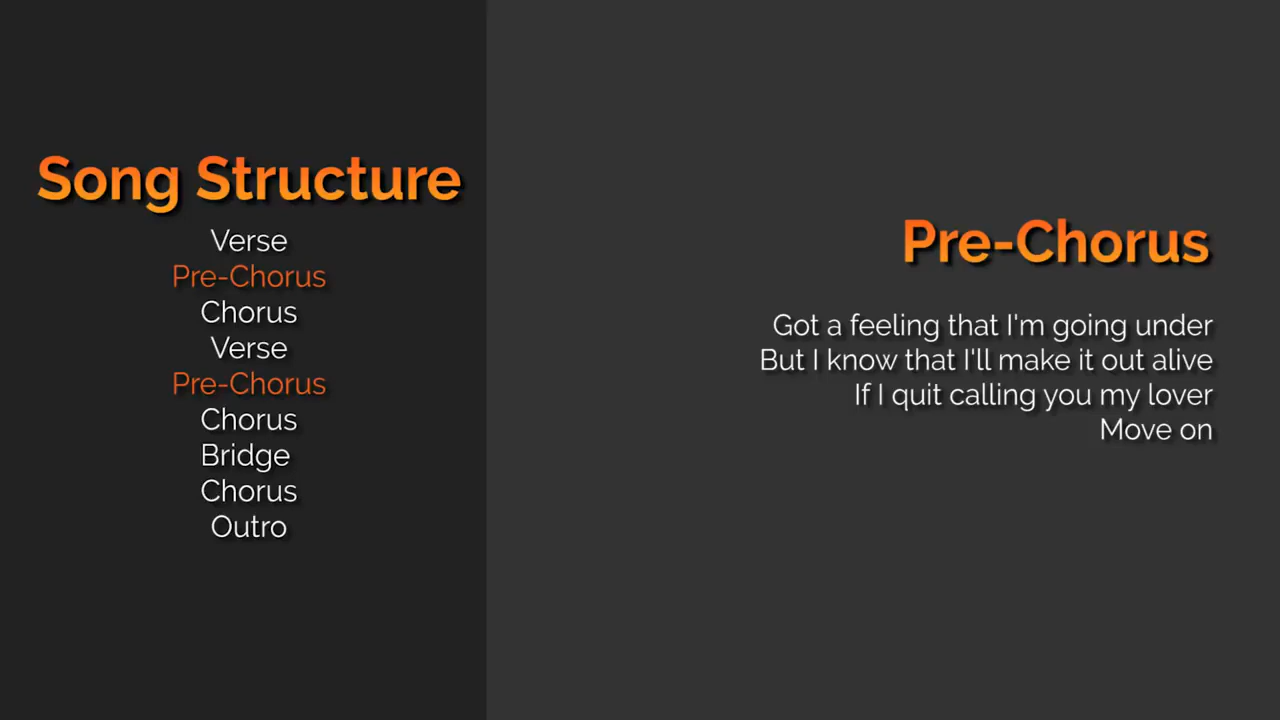 Song Structure
Verse
Pre-Chorus
Chorus
Verse
Pre-Chorus
Chorus
Bridge
Chorus
Outro
Pre-Chorus
Got a feeling that I'm going under
But I know that I'll make it out alive
If I quit calling you my lover
Move on